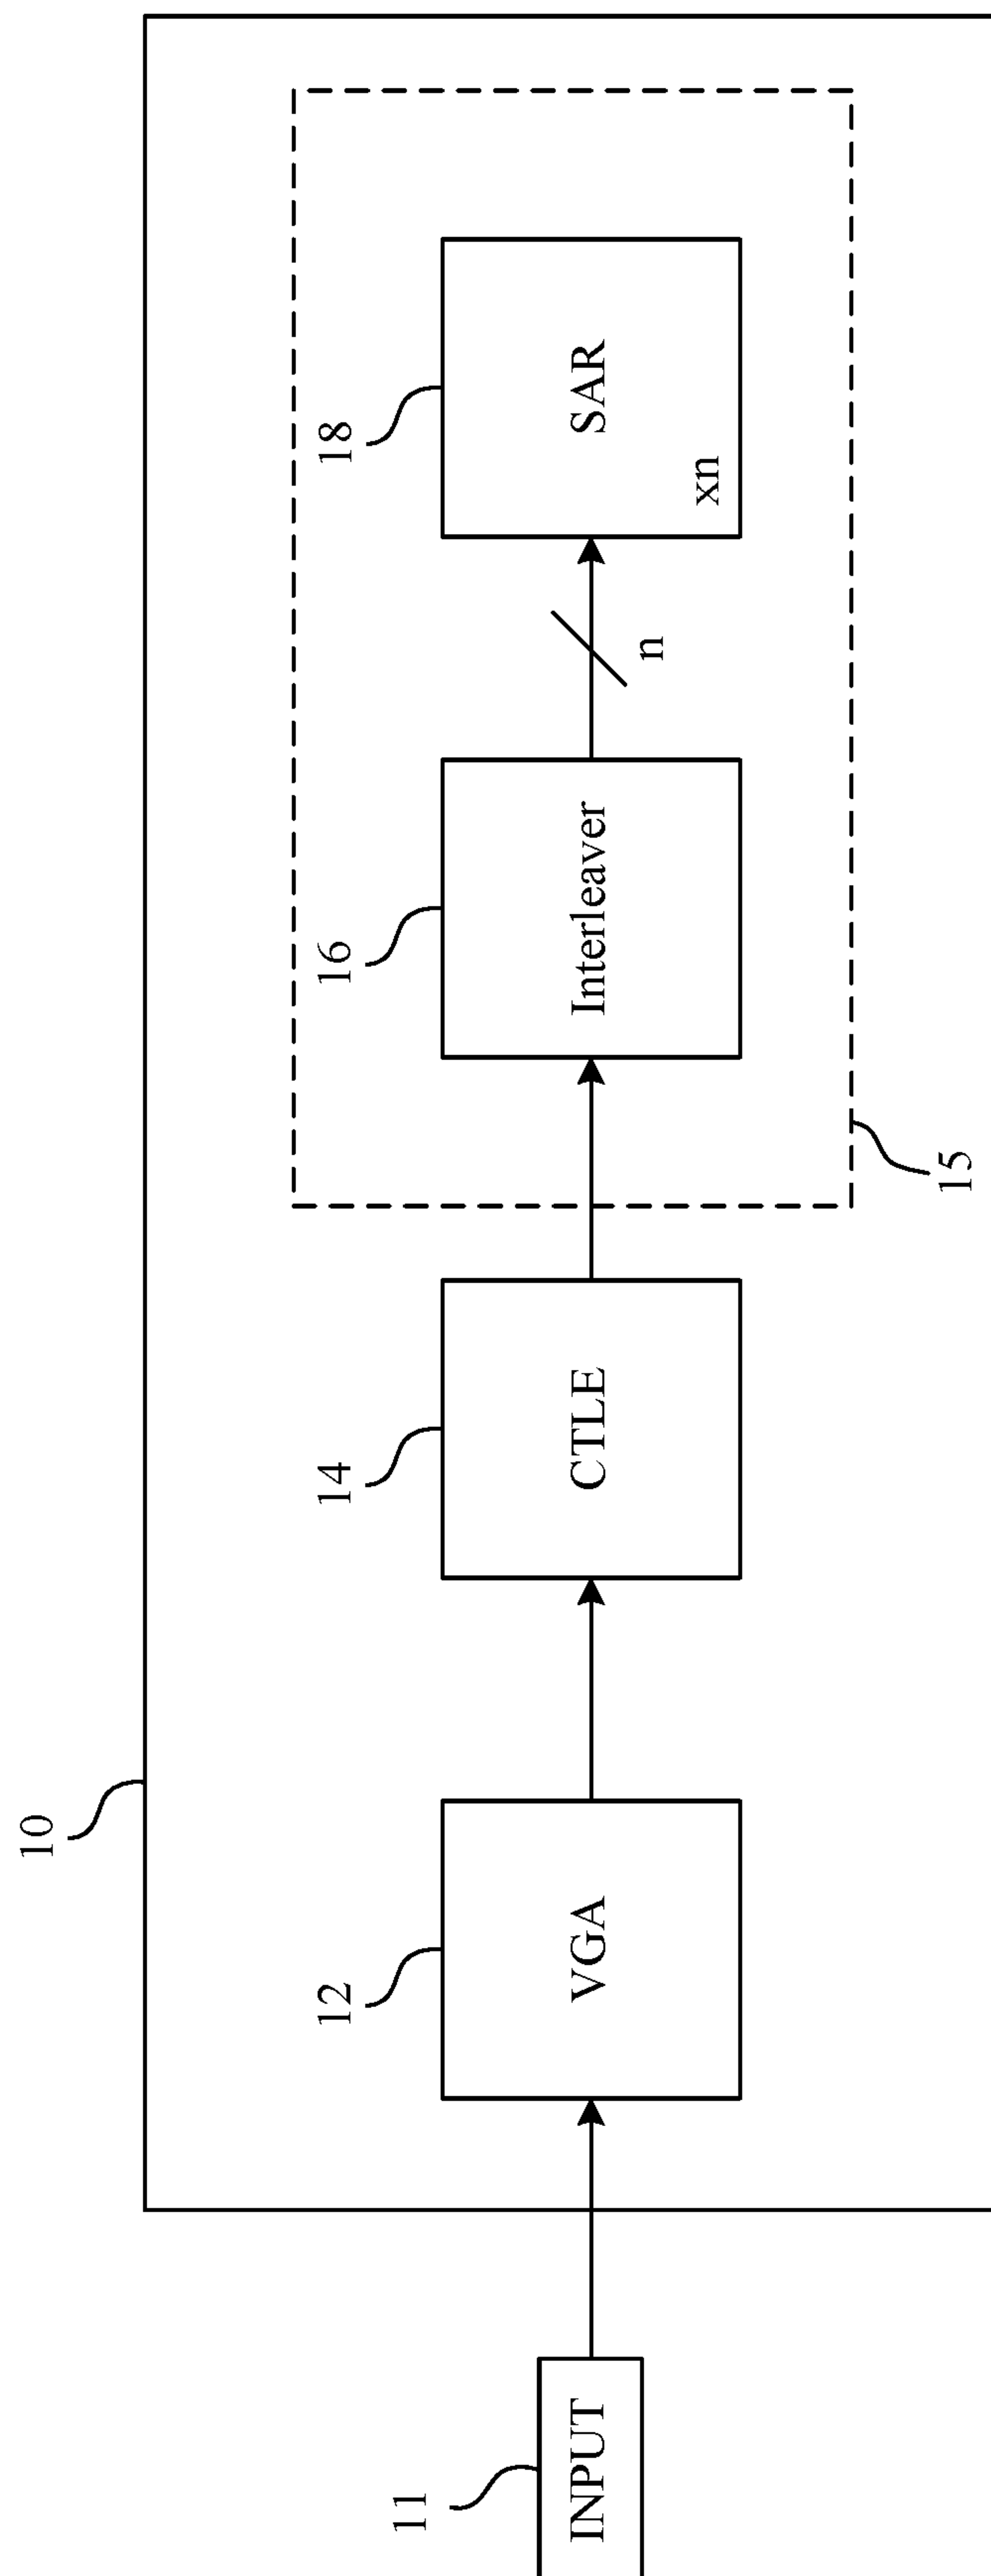 10
11
INPUT
12
VGA
14
CTLE
15
16
Interleaver
n
18
SAR
xn